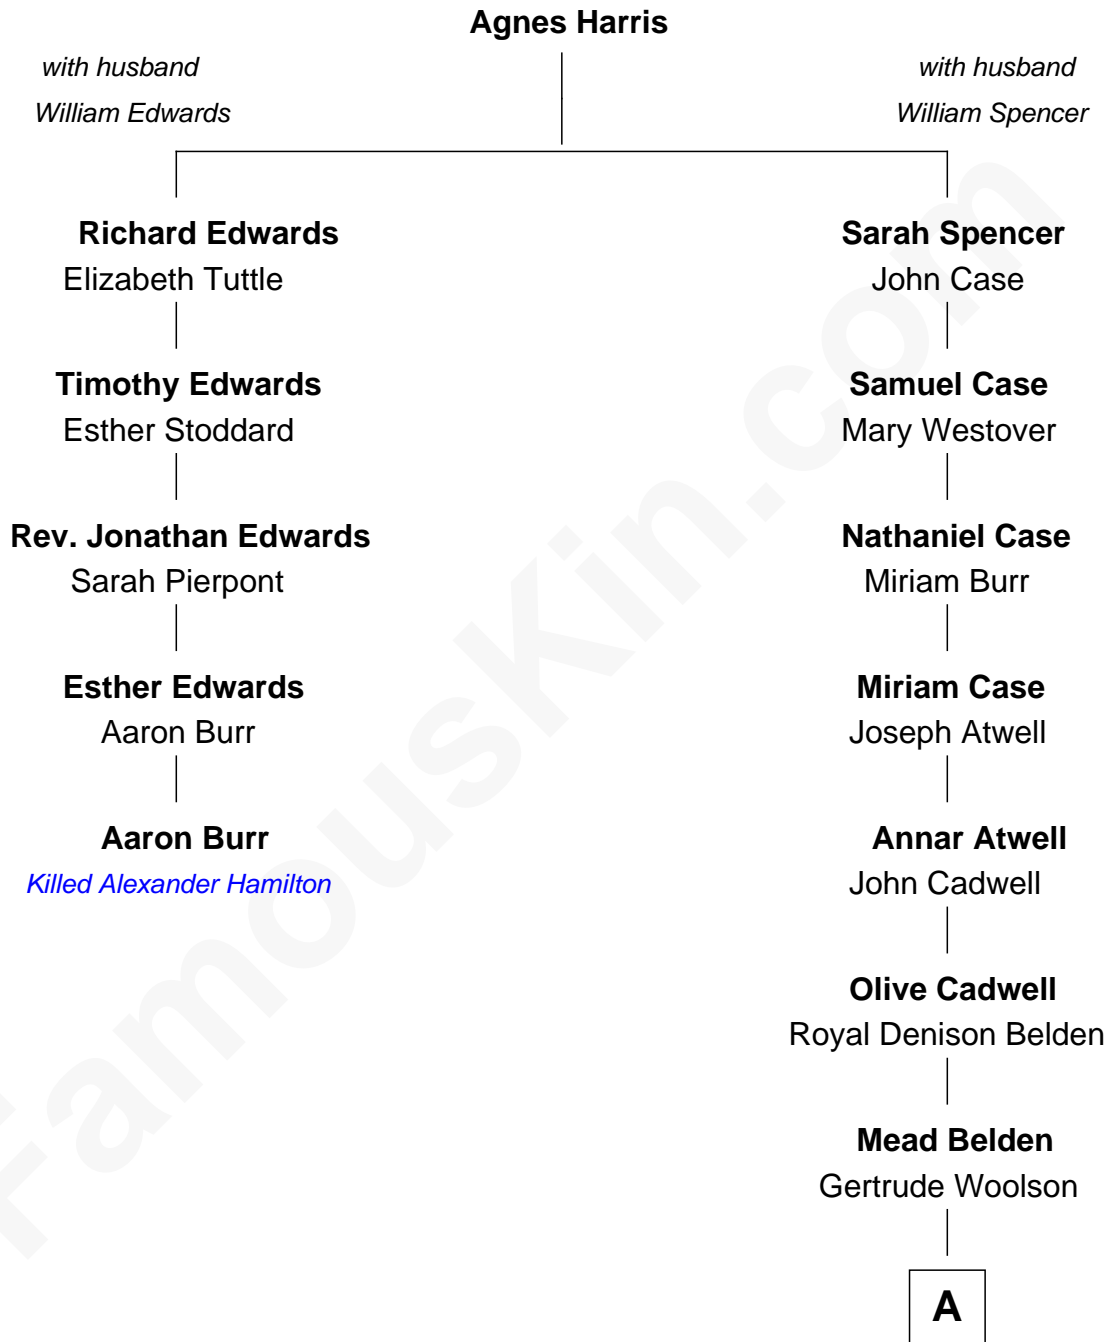 Agnes Harris
with husband
William Edwards
with husband
William Spencer
Richard Edwards
Elizabeth Tuttle
Timothy Edwards
Esther Stoddard
Rev. Jonathan Edwards
Sarah Pierpont
Esther Edwards
Aaron Burr
Aaron Burr
Killed Alexander Hamilton
Sarah Spencer
John Case
Samuel Case
Mary Westover
Nathaniel Case
Miriam Burr
Miriam Case
Joseph Atwell
Annar Atwell
John Cadwell
Olive Cadwell
Royal Denison Belden
Mead Belden
Gertrude Woolson
A
FamousKin.com